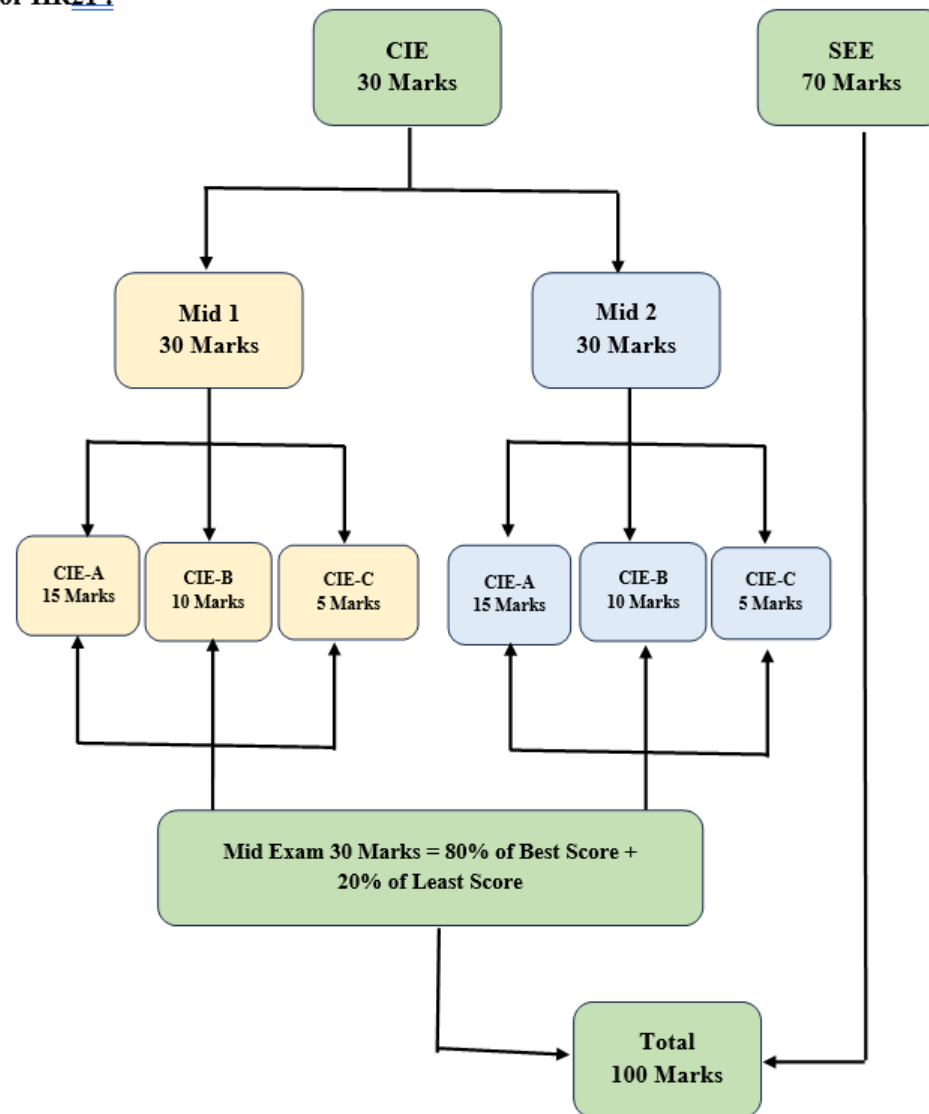 CIE
30 Marks
SEE
70 Marks
Mid 1
30 Marks
Mid 2
30 Marks
CIE-A
15 Marks
CIE-B
10 Marks
CIE-C
5 Marks
CIE-A
15 Marks
CIE-B
10 Marks
CIE-C
5 Marks
Mid Exam 30 Marks = 80% of Best Score +
20% of Least Score
Total
100 Marks